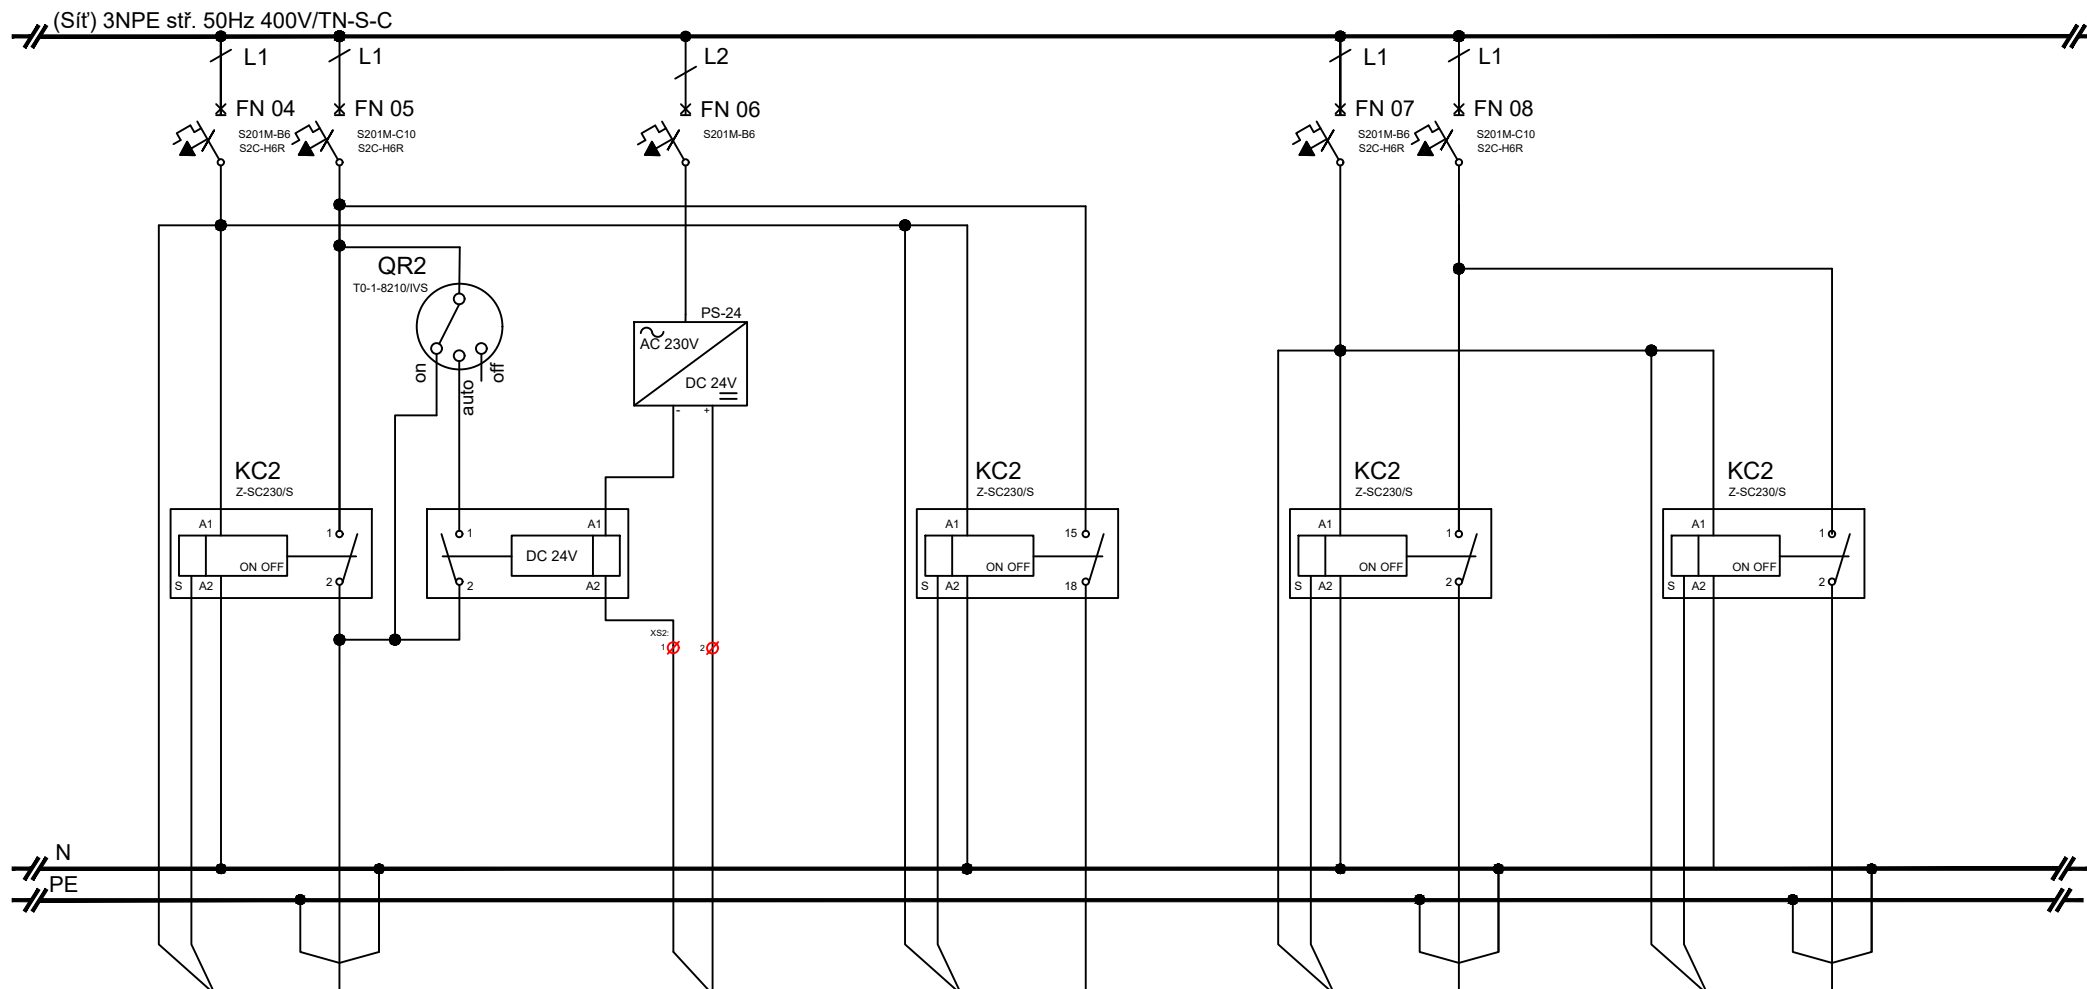 (Síť) 3NPE stř. 50Hz 400V/TN-S-C
L1
L1
L2
L1
L1
FN 04
S201M-B6
S2C-H6R
FN 05
S201M-C10
S2C-H6R
FN 06
S201M-B6
FN 07
S201M-B6
S2C-H6R
FN 08
S201M-C10
S2C-H6R
QR2
T0-1-8210/IVS
on
auto
off
PS-24
AC 230V
DC 24V
- +
KC2
Z-SC230/S
A1
1
ON OFF
S A2
2
1
A1
DC 24V
2
A2
XS2:
1
2
KC2
Z-SC230/S
A1
15
ON OFF
S A2
18
KC2
Z-SC230/S
A1
1
ON OFF
S A2
2
KC2
Z-SC230/S
A1
1
ON OFF
S A2
2
N
PE